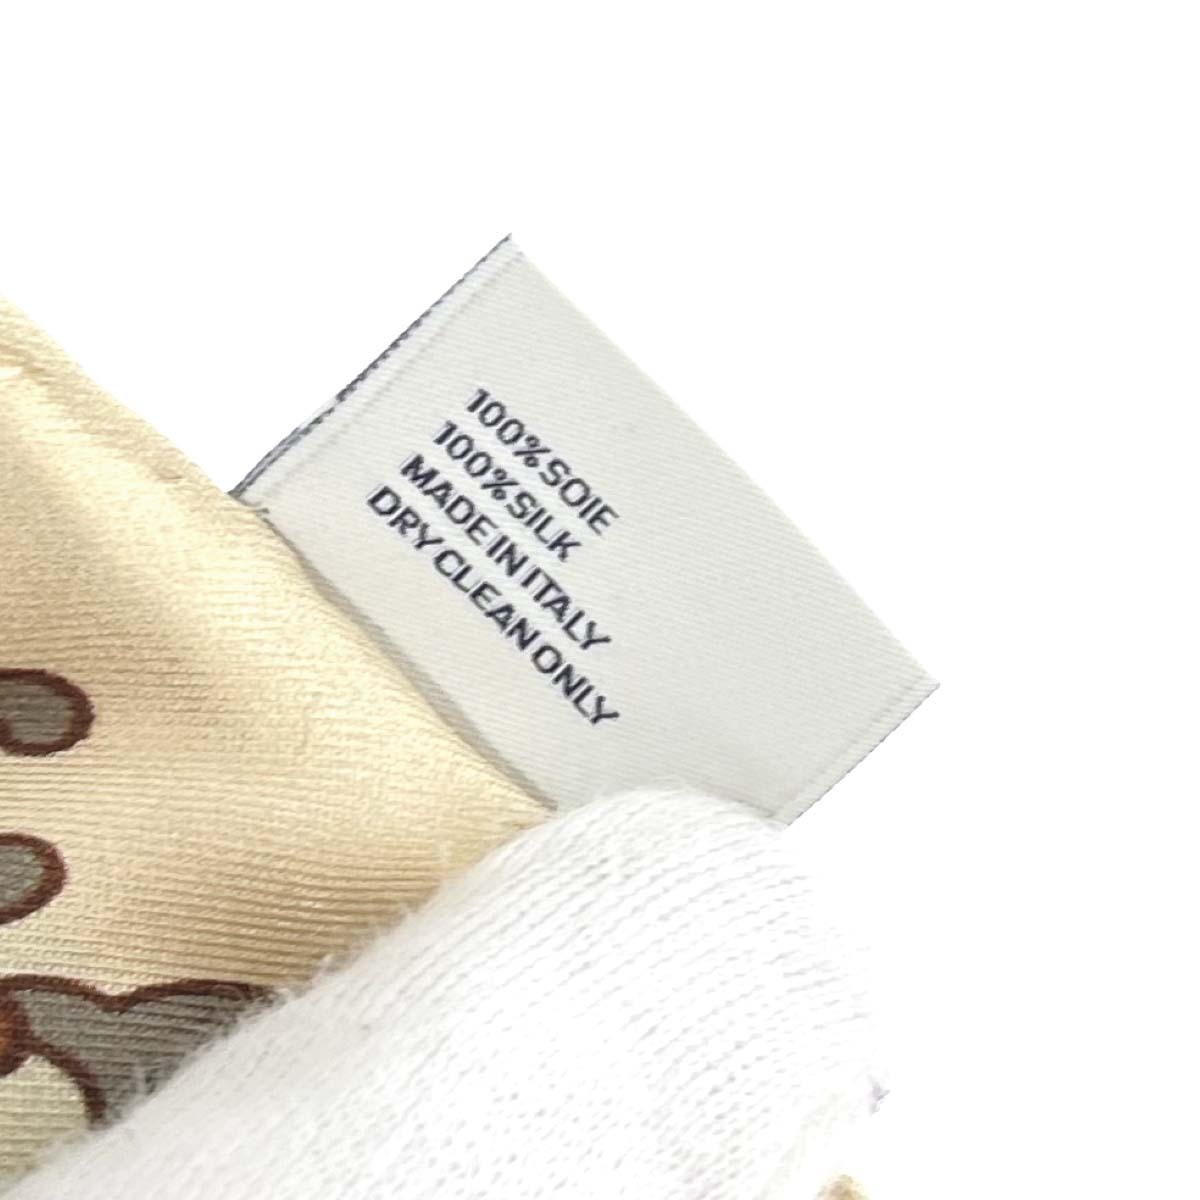 100% SOIE
100% SILK
MADE IN ITALY
DRY CLEAN ONLY